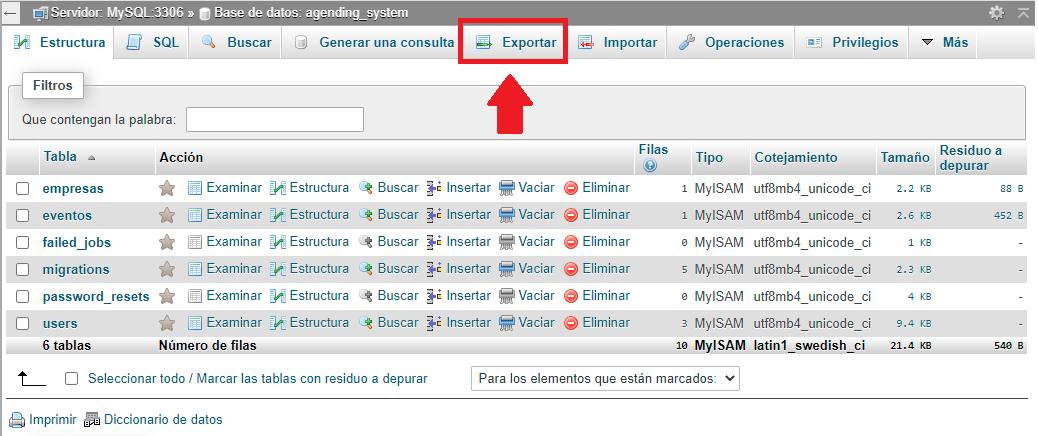 Servidor: MySQL:3306 » Base de datos: agending_system
Estructura SQL Buscar Generar una consulta Exportar Importar Operaciones Privilegios Más
Filtros
Que contengan la palabra:
Tabla Acción Filas Tipo Cotejamiento Tamaño Residuo a depurar
empresas Examinar Estructura Buscar Insertar Vaciar Eliminar 1 MyISAM utf8mb4_unicode_ci 2.2 KB 88 B
eventos Examinar Estructura Buscar Insertar Vaciar Eliminar 1 MyISAM utf8mb4_unicode_ci 2.6 KB 452 B
failed_jobs Examinar Estructura Buscar Insertar Vaciar Eliminar 0 MyISAM utf8mb4_unicode_ci 1 KB -
migrations Examinar Estructura Buscar Insertar Vaciar Eliminar 5 MyISAM utf8mb4_unicode_ci 2.3 KB -
password_resets Examinar Estructura Buscar Insertar Vaciar Eliminar 0 MyISAM utf8mb4_unicode_ci 4 KB -
users Examinar Estructura Buscar Insertar Vaciar Eliminar 3 MyISAM utf8mb4_unicode_ci 9.4 KB -
6 tablas Número de filas 10 MyISAM latin1_swedish_ci 21.4 KB 540 B
Seleccionar todo / Marcar las tablas con residuo a depurar Para los elementos que están marcados:
Imprimir Diccionario de datos